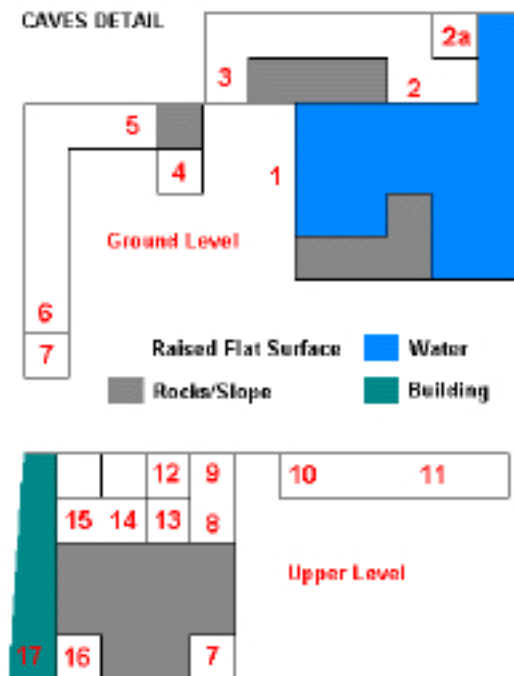 CAVES DETAIL
2a
3
2
5
4
1
Ground Level
6
7
Raised Flat Surface
Water
Rocks/Slope
Building
12
9
10
11
15
14
13
8
Upper Level
17
16
7